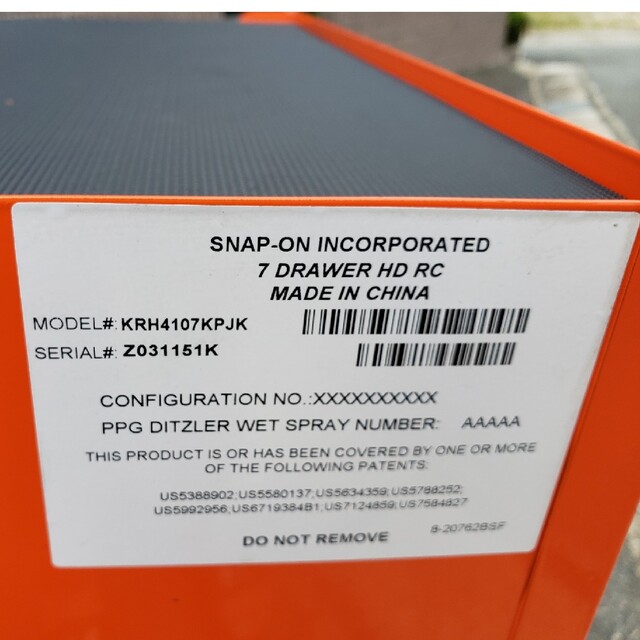 SNAP-ON INCORPORATED
7 DRAWER HD RC
MADE IN CHINA
MODEL#: KRH4107KPJK
SERIAL#: Z031151K
CONFIGURATION NO.:XXXXXXXXXX
PPG DITZLER WET SPRAY NUMBER: AAAAA
THIS PRODUCT IS OR HAS BEEN COVERED BY ONE OR MORE
OF THE FOLLOWING PATENTS:
US5388902;US5580137;US5634359;US5788252;
US5992956;US6719384B1;US7124859;US7584827
8-20762BSF
DO NOT REMOVE